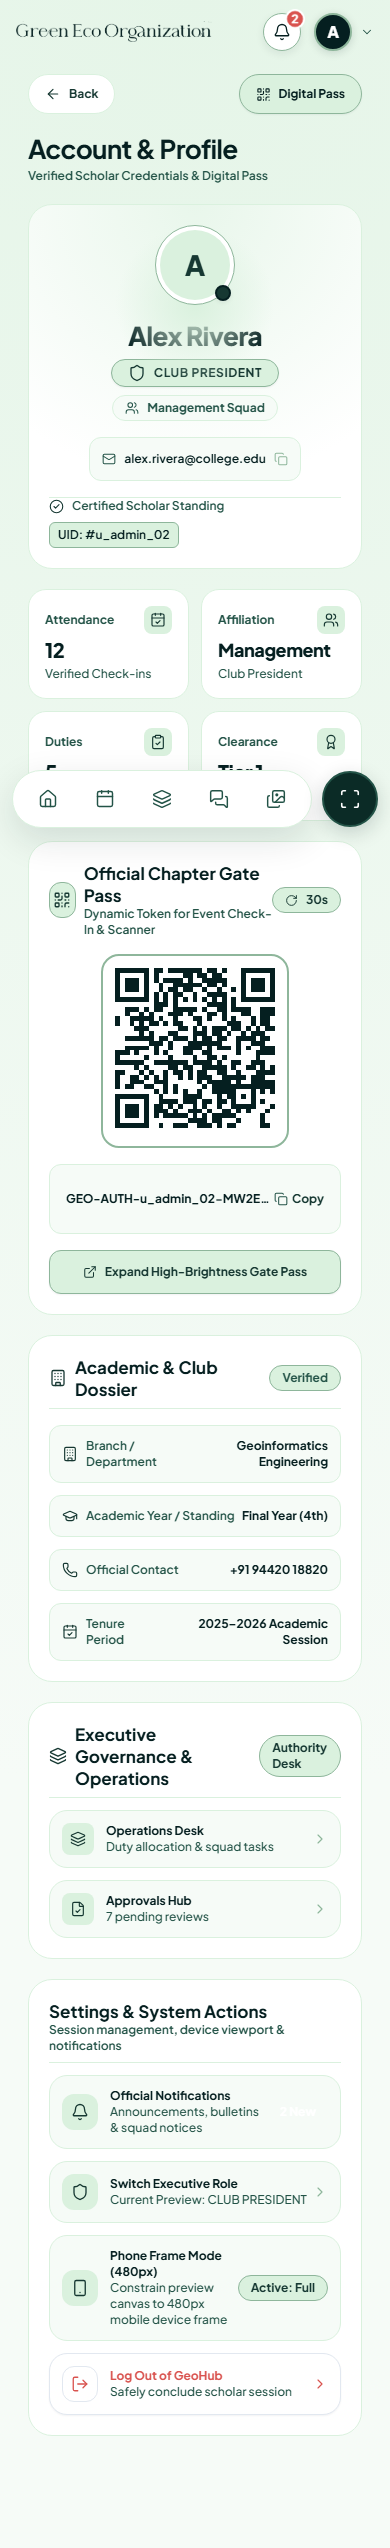 Green Eco Organization
2
A
Back
Digital Pass
Account & Profile
Verified Scholar Credentials & Digital Pass
A
Alex Rivera
CLUB PRESIDENT
Management Squad
alex.rivera@college.edu
Certified Scholar Standing
UID: #u_admin_02
Attendance
12
Verified Check-ins
Affiliation
Management
Club President
Duties
Clearance
Tier 1
Official Chapter Gate
Pass
Dynamic Token for Event Check-
In & Scanner
30s
GEO-AUTH-u_admin_02-MW2E...
Copy
Expand High-Brightness Gate Pass
Academic & Club
Dossier
Verified
Branch /
Department
Geoinformatics
Engineering
Academic Year / Standing
Final Year (4th)
Official Contact
+91 94420 18820
Tenure
Period
2025-2026 Academic
Session
Executive
Governance &
Operations
Authority
Desk
Operations Desk
Duty allocation & squad tasks
Approvals Hub
7 pending reviews
Settings & System Actions
Session management, device viewport &
notifications
Official Notifications
Announcements, bulletins
& squad notices
2 New
Switch Executive Role
Current Preview: CLUB PRESIDENT
Phone Frame Mode
(480px)
Constrain preview
canvas to 480px
mobile device frame
Active: Full
Log Out of GeoHub
Safely conclude scholar session